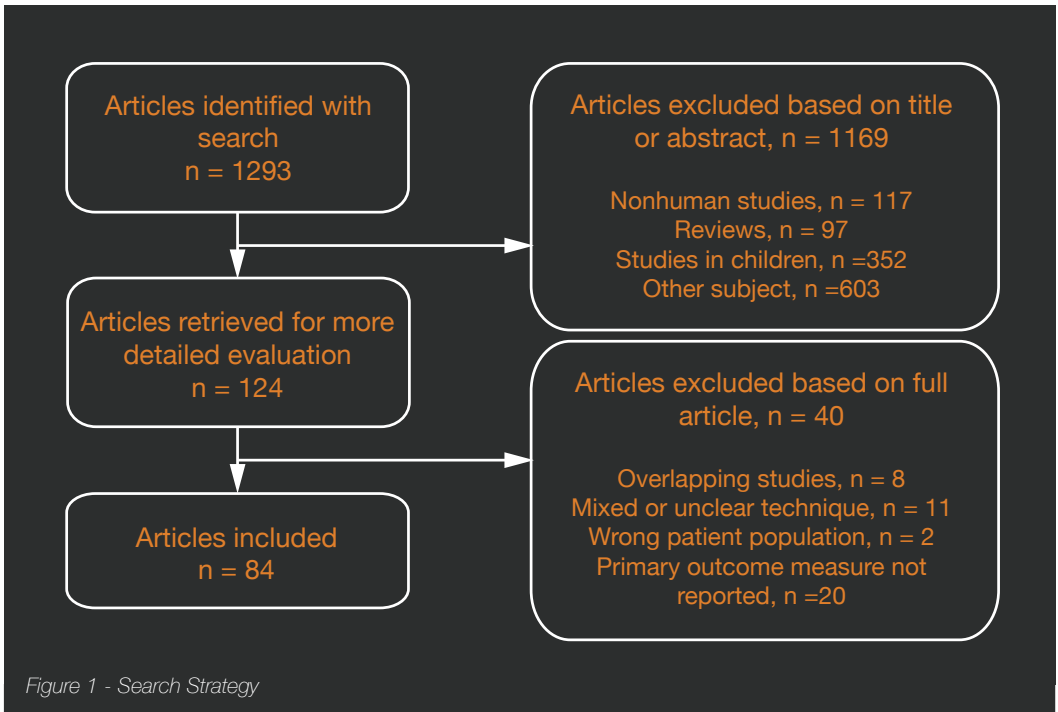 Articles identified with
search
n = 1293
Articles excluded based on title
or abstract, n = 1169
Nonhuman studies, n = 117
Reviews, n = 97
Studies in children, n =352
Other subject, n =603
Articles retrieved for more
detailed evaluation
n = 124
Articles excluded based on full
article, n = 40
Overlapping studies, n = 8
Mixed or unclear technique, n = 11
Wrong patient population, n = 2
Primary outcome measure not
reported, n =20
Articles included
n = 84
Figure 1 - Search Strategy